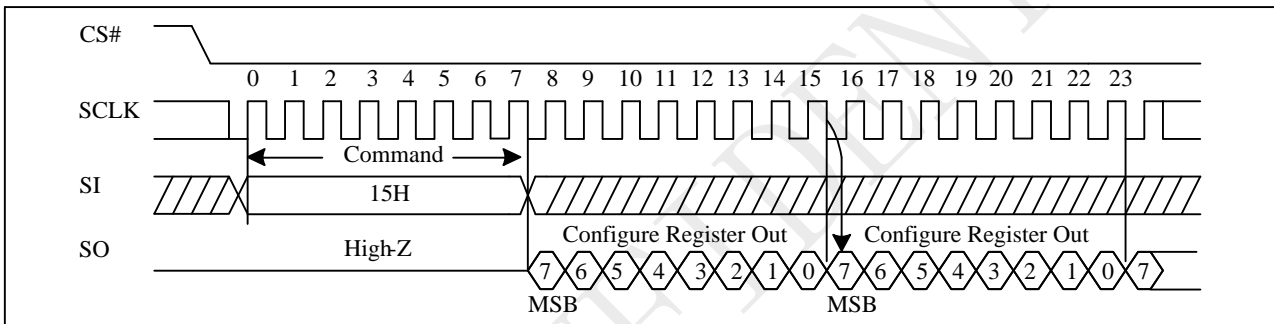 CS#
0 1 2 3 4 5 6 7 8 9 10 11 12 13 14 15 16 17 18 19 20 21 22 23
SCLK
Command
SI
15H
SO
High-Z
Configure Register Out Configure Register Out
7 6 5 4 3 2 1 0 7 6 5 4 3 2 1 0 7
MSB MSB